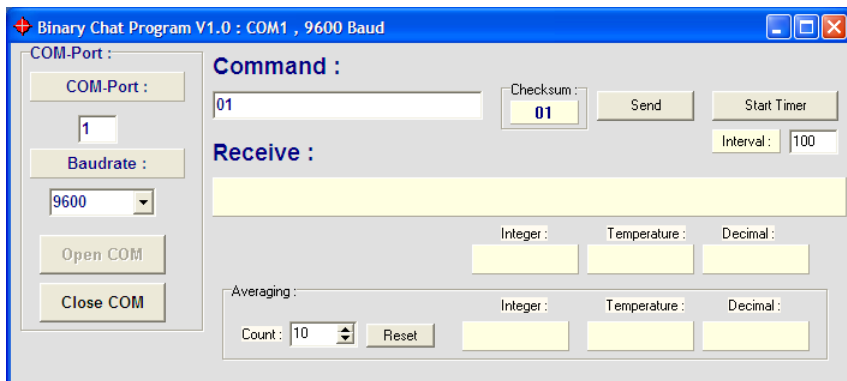 Binary Chat Program V1.0 : COM1 , 9600 Baud
COM-Port :
COM-Port :
1
Baudrate :
9600
Open COM
Close COM
Command :
01
Checksum :
01
Send
Start Timer
Interval :
100
Receive :
Integer :
Temperature :
Decimal :
Averaging :
Count :
10
Reset
Integer :
Temperature :
Decimal :